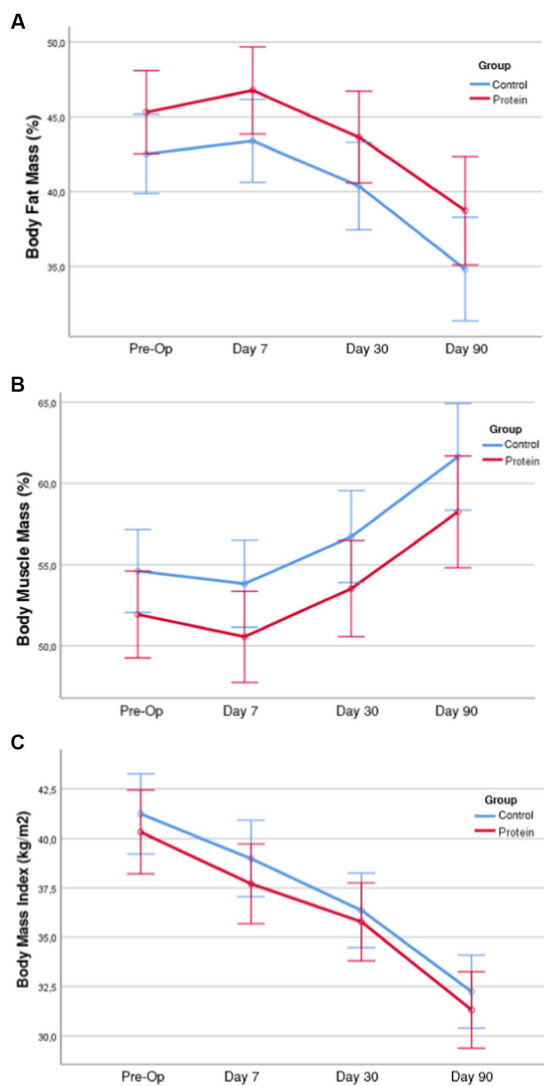 A
Body Fat Mass (%)
50,0
45,0
40,0
35,0
Group
Control
Protein
Pre-Op Day 7 Day 30 Day 90
B
Body Muscle Mass (%)
65,0
60,0
55,0
50,0
Group
Control
Protein
Pre-Op Day 7 Day 30 Day 90
C
Body Mass Index (kg/m2)
42,5
40,0
37,5
35,0
32,5
30,0
Group
Control
Protein
Pre-Op Day 7 Day 30 Day 90